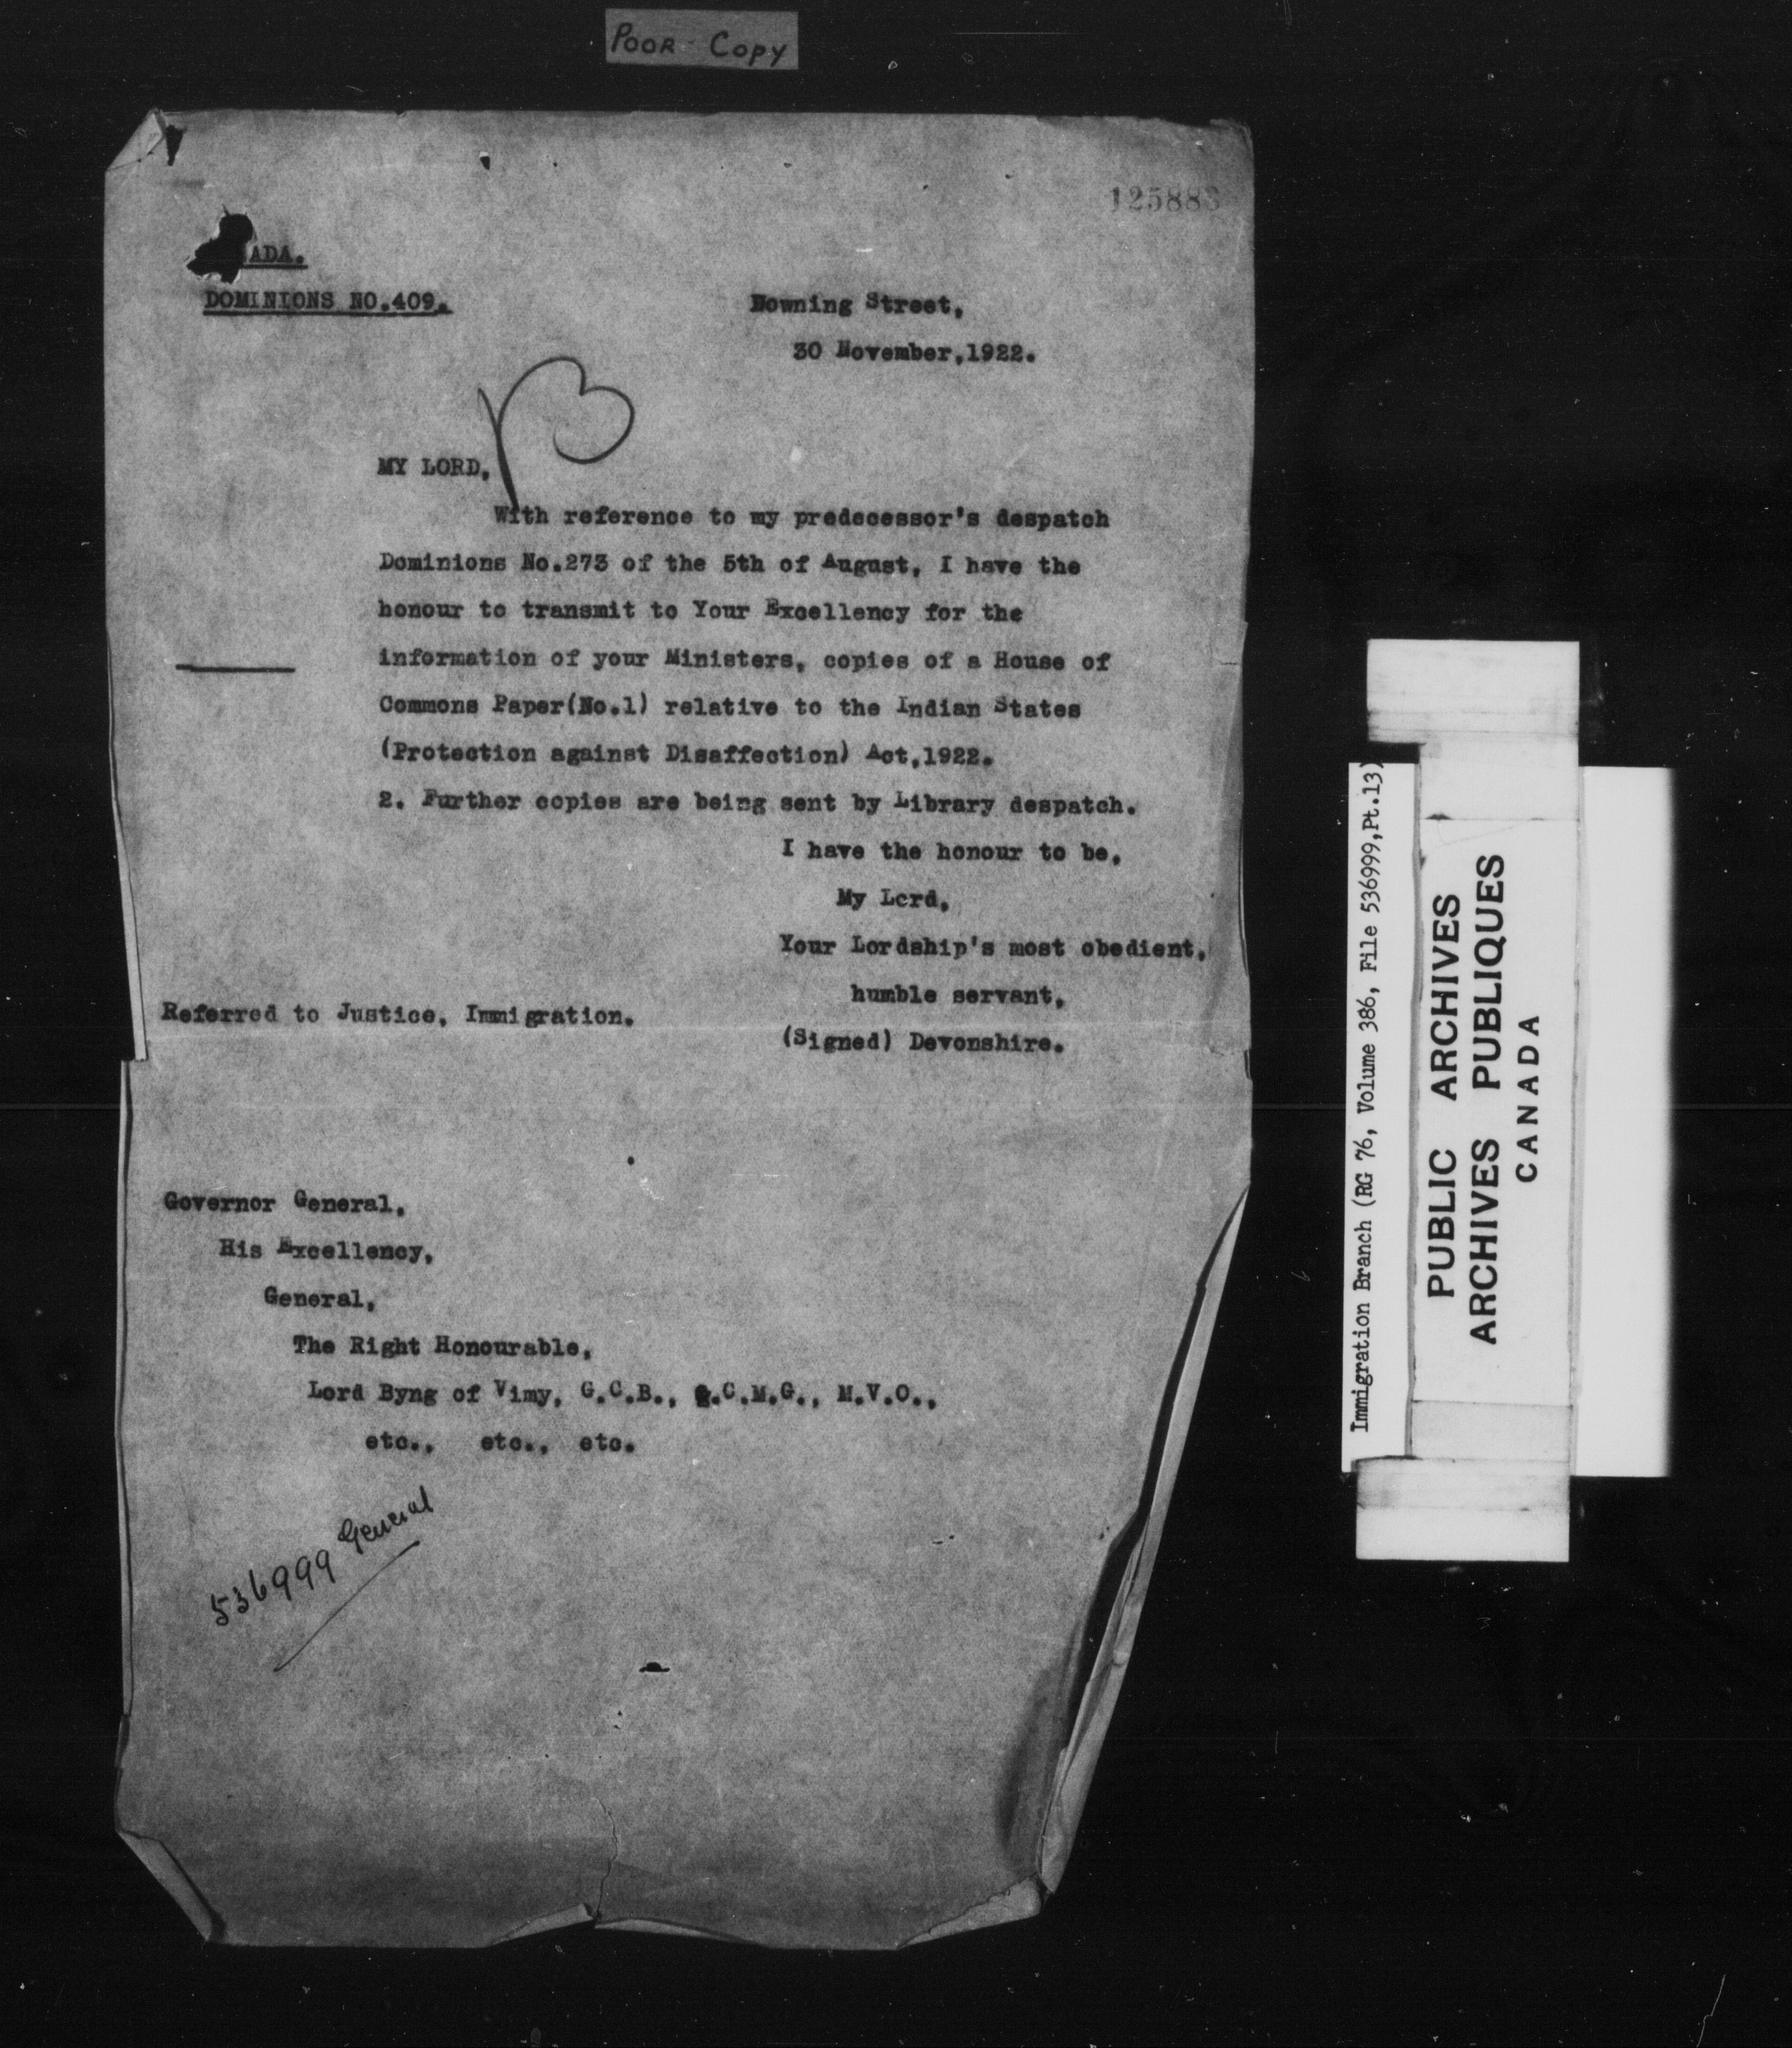 POOR COPY
125883
ADA.
DOMINIONS NO.409.
Downing Street,
30 November,1922.
MY LORD,
With reference to my predecessor's despatch
Dominions No.273 of the 5th of August, I have the
honour to transmit to Your Excellency for the
information of your Ministers, copies of a House of
Commons Paper(No.1) relative to the Indian States
(Protection against Disaffection) Act,1922.
2. Further copies are being sent by Library despatch.
I have the honour to be,
My Lord,
Your Lordship's most obedient,
humble servant,
(Signed) Devonshire.
Referred to Justice, Immigration.
Governor General,
His Excellency,
General,
The Right Honourable,
Lord Byng of Vimy, G.C.B., G.C.M.G., M.V.O.,
etc., etc., etc.
536999 General
Immigration Branch (RG 76, Volume 386, File 536999,Pt.13)
PUBLIC ARCHIVES
ARCHIVES PUBLIQUES
CANADA